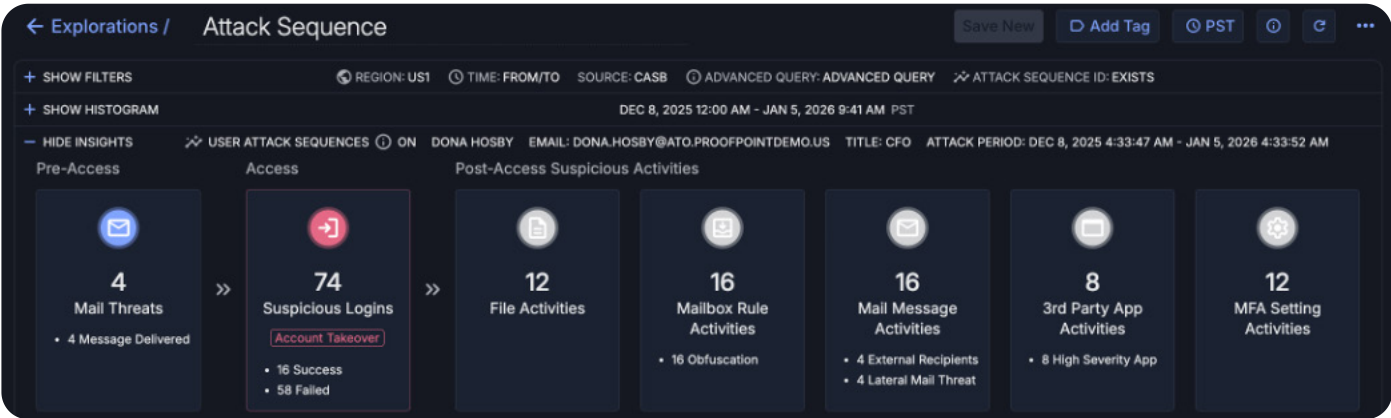 ← Explorations / Attack Sequence Save New Add Tag PST
+ SHOW FILTERS REGION: US1 TIME: FROM/TO SOURCE: CASB ADVANCED QUERY: ADVANCED QUERY ATTACK SEQUENCE ID: EXISTS
+ SHOW HISTOGRAM DEC 8, 2025 12:00 AM - JAN 5, 2026 9:41 AM PST
− HIDE INSIGHTS USER ATTACK SEQUENCES ON DONA HOSBY EMAIL: DONA.HOSBY@ATO.PROOFPOINTDEMO.US TITLE: CFO ATTACK PERIOD: DEC 8, 2025 4:33:47 AM - JAN 5, 2026 4:33:52 AM
Pre-Access
4
Mail Threats
• 4 Message Delivered
»
Access
74
Suspicious Logins
Account Takeover
• 16 Success
• 58 Failed
»
Post-Access Suspicious Activities
12
File Activities
16
Mailbox Rule
Activities
• 16 Obfuscation
16
Mail Message
Activities
• 4 External Recipients
• 4 Lateral Mail Threat
8
3rd Party App
Activities
• 8 High Severity App
12
MFA Setting
Activities